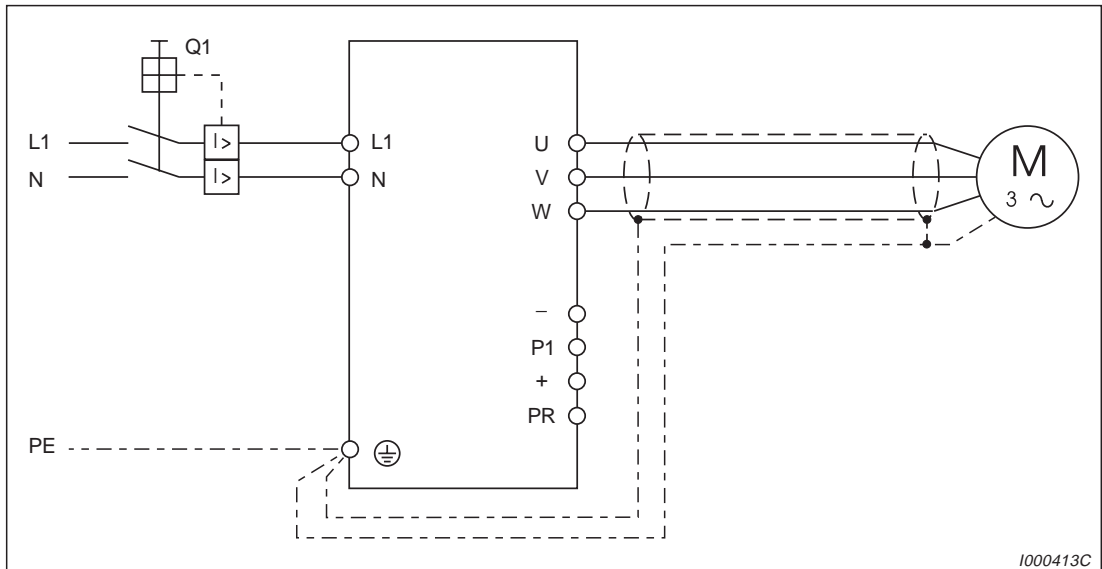 Q1
L1
I>
L1
U
M
3 ~
N
I>
N
V
W
–
P1
+
PR
PE
I000413C